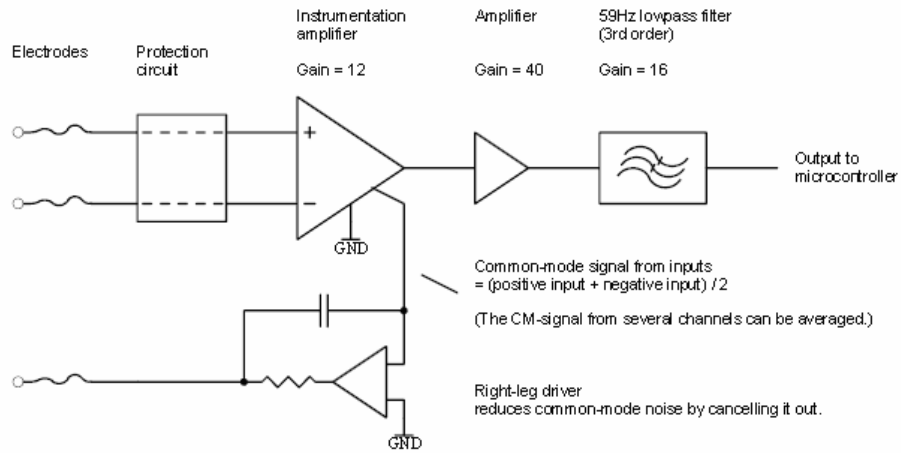 Electrodes
Protection
circuit
Instrumentation
amplifier
Gain = 12
Amplifier
Gain = 40
59Hz lowpass filter
(3rd order)
Gain = 16
+
−
GND
Output to
microcontroller
Common-mode signal from inputs
= (positive input + negative input) / 2
(The CM-signal from several channels can be averaged.)
Right-leg driver
reduces common-mode noise by cancelling it out.
GND